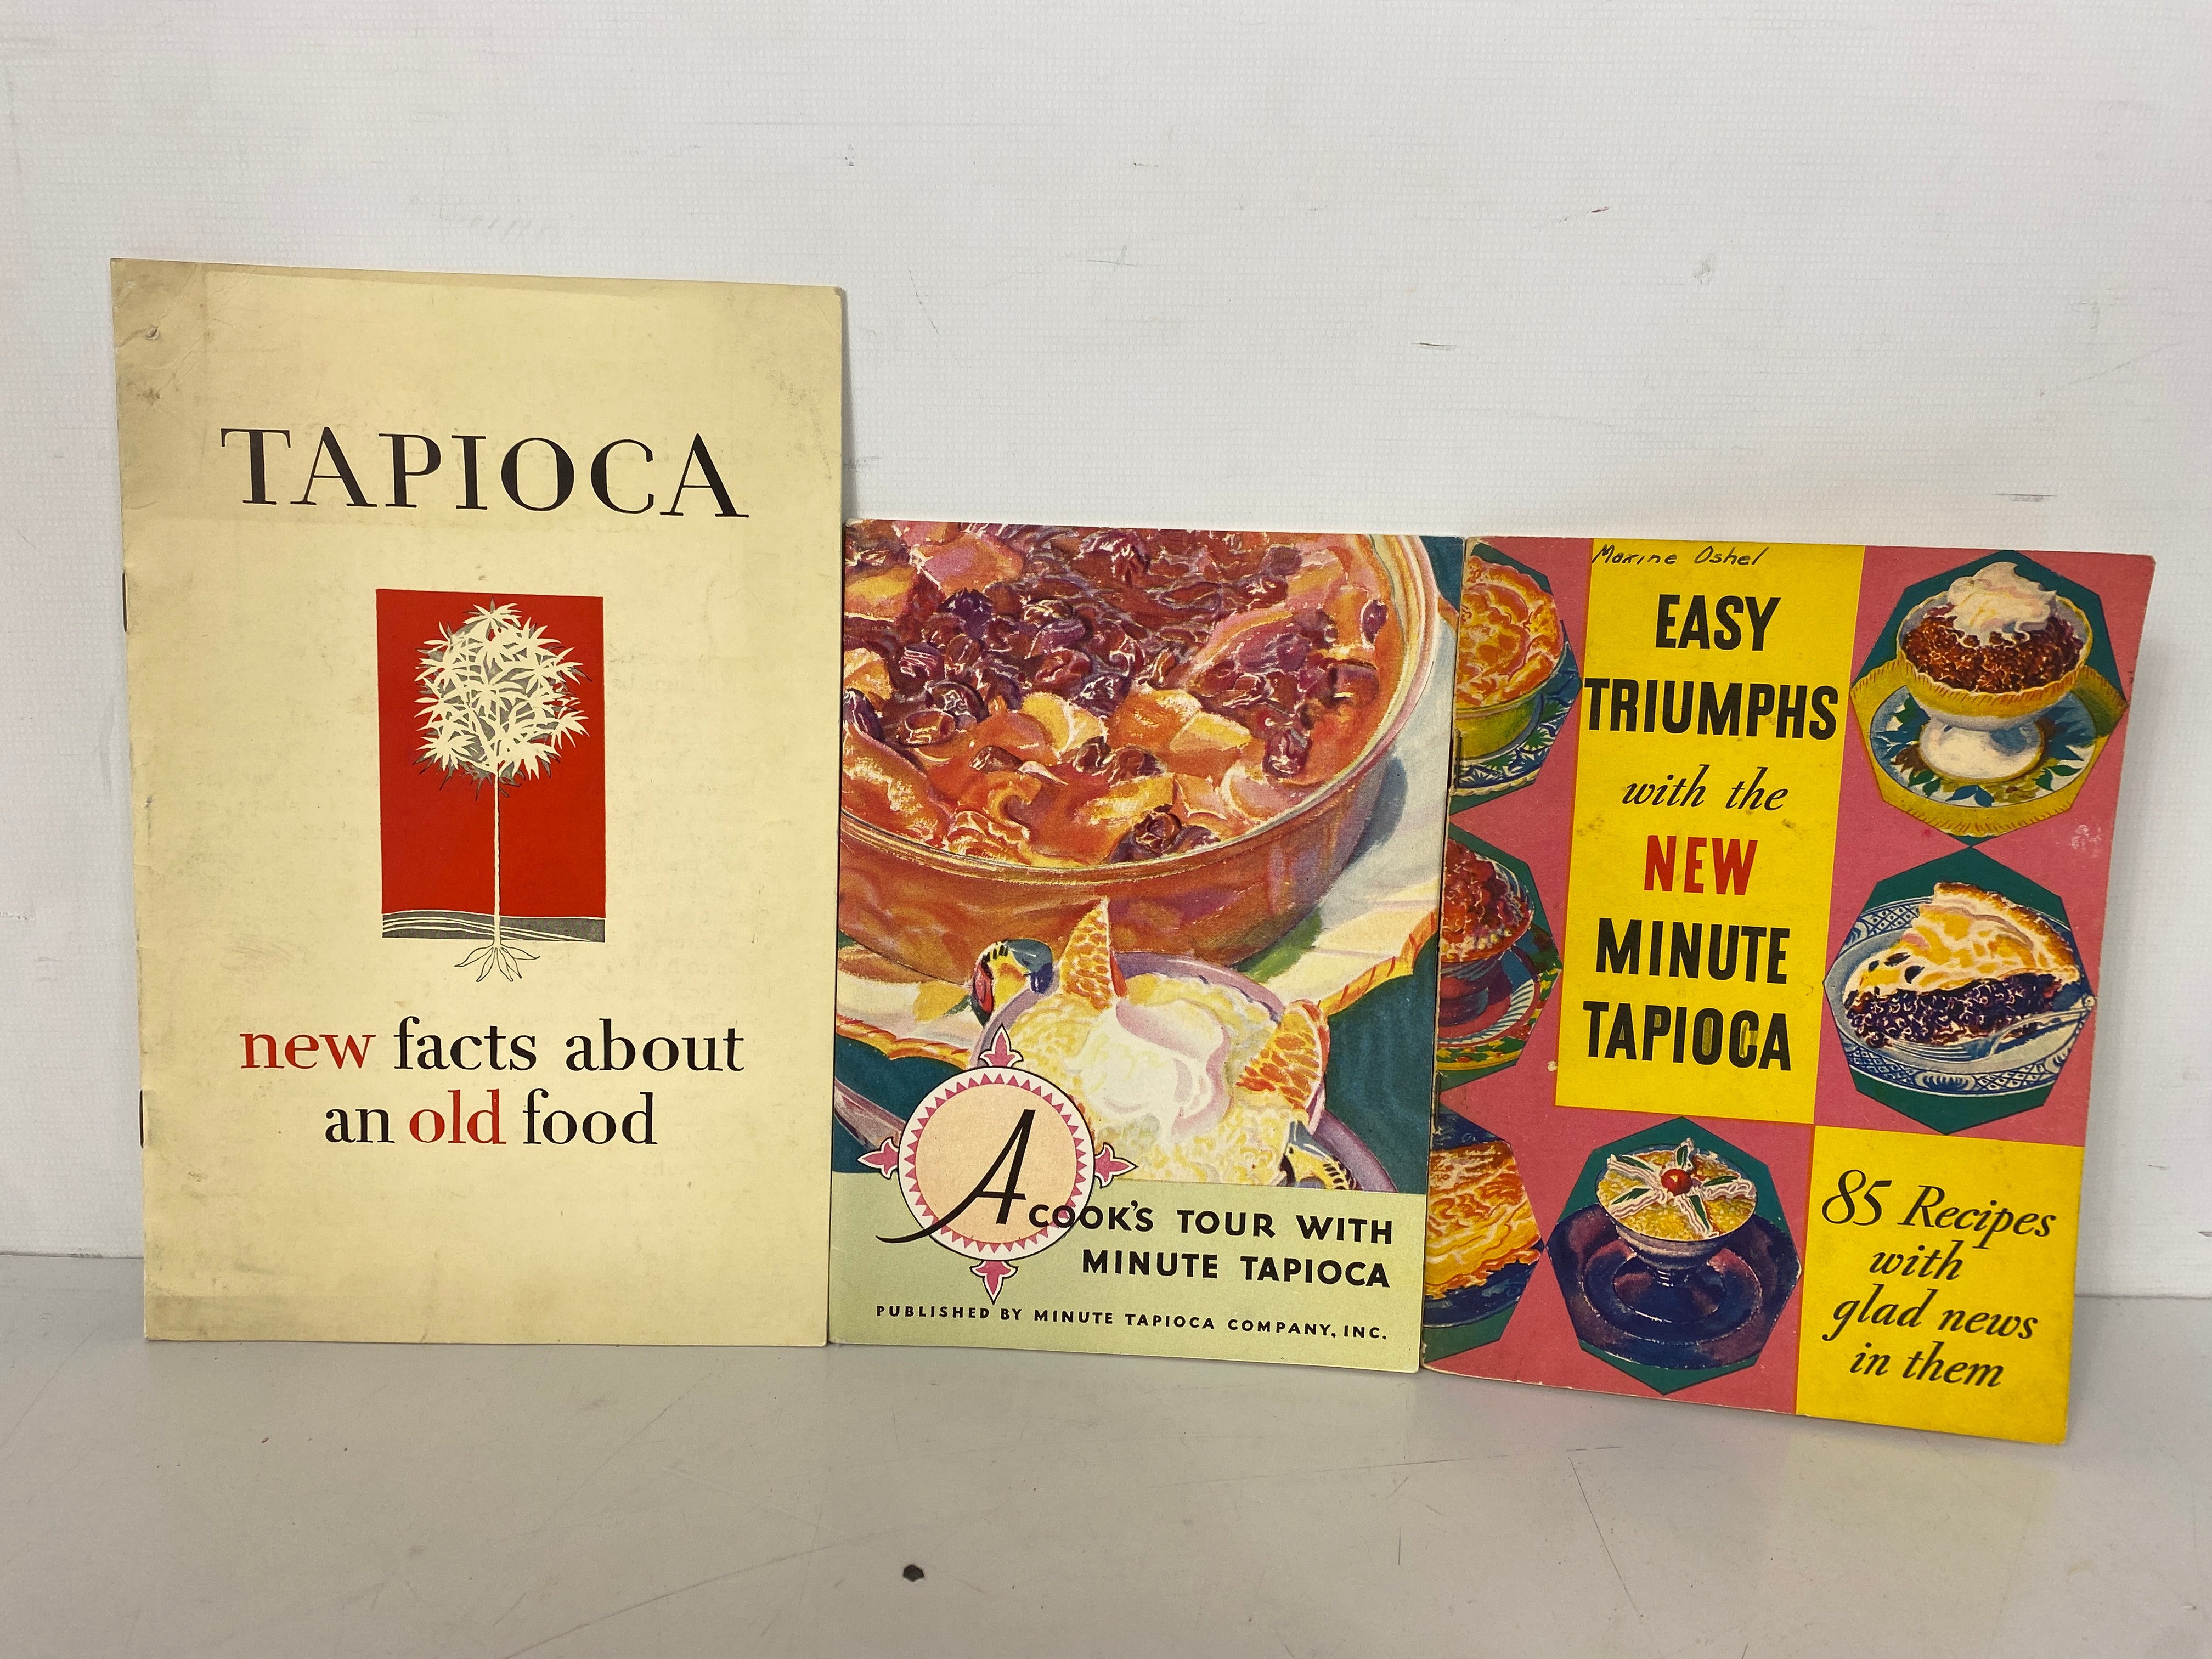 TAPIOCA
new facts about
an old food
A COOK'S TOUR WITH
MINUTE TAPIOCA
PUBLISHED BY MINUTE TAPIOCA COMPANY, INC.
Maxine Oshel
EASY
TRIUMPHS
with the
NEW
MINUTE
TAPIOCA
85 Recipes
with
glad news
in them